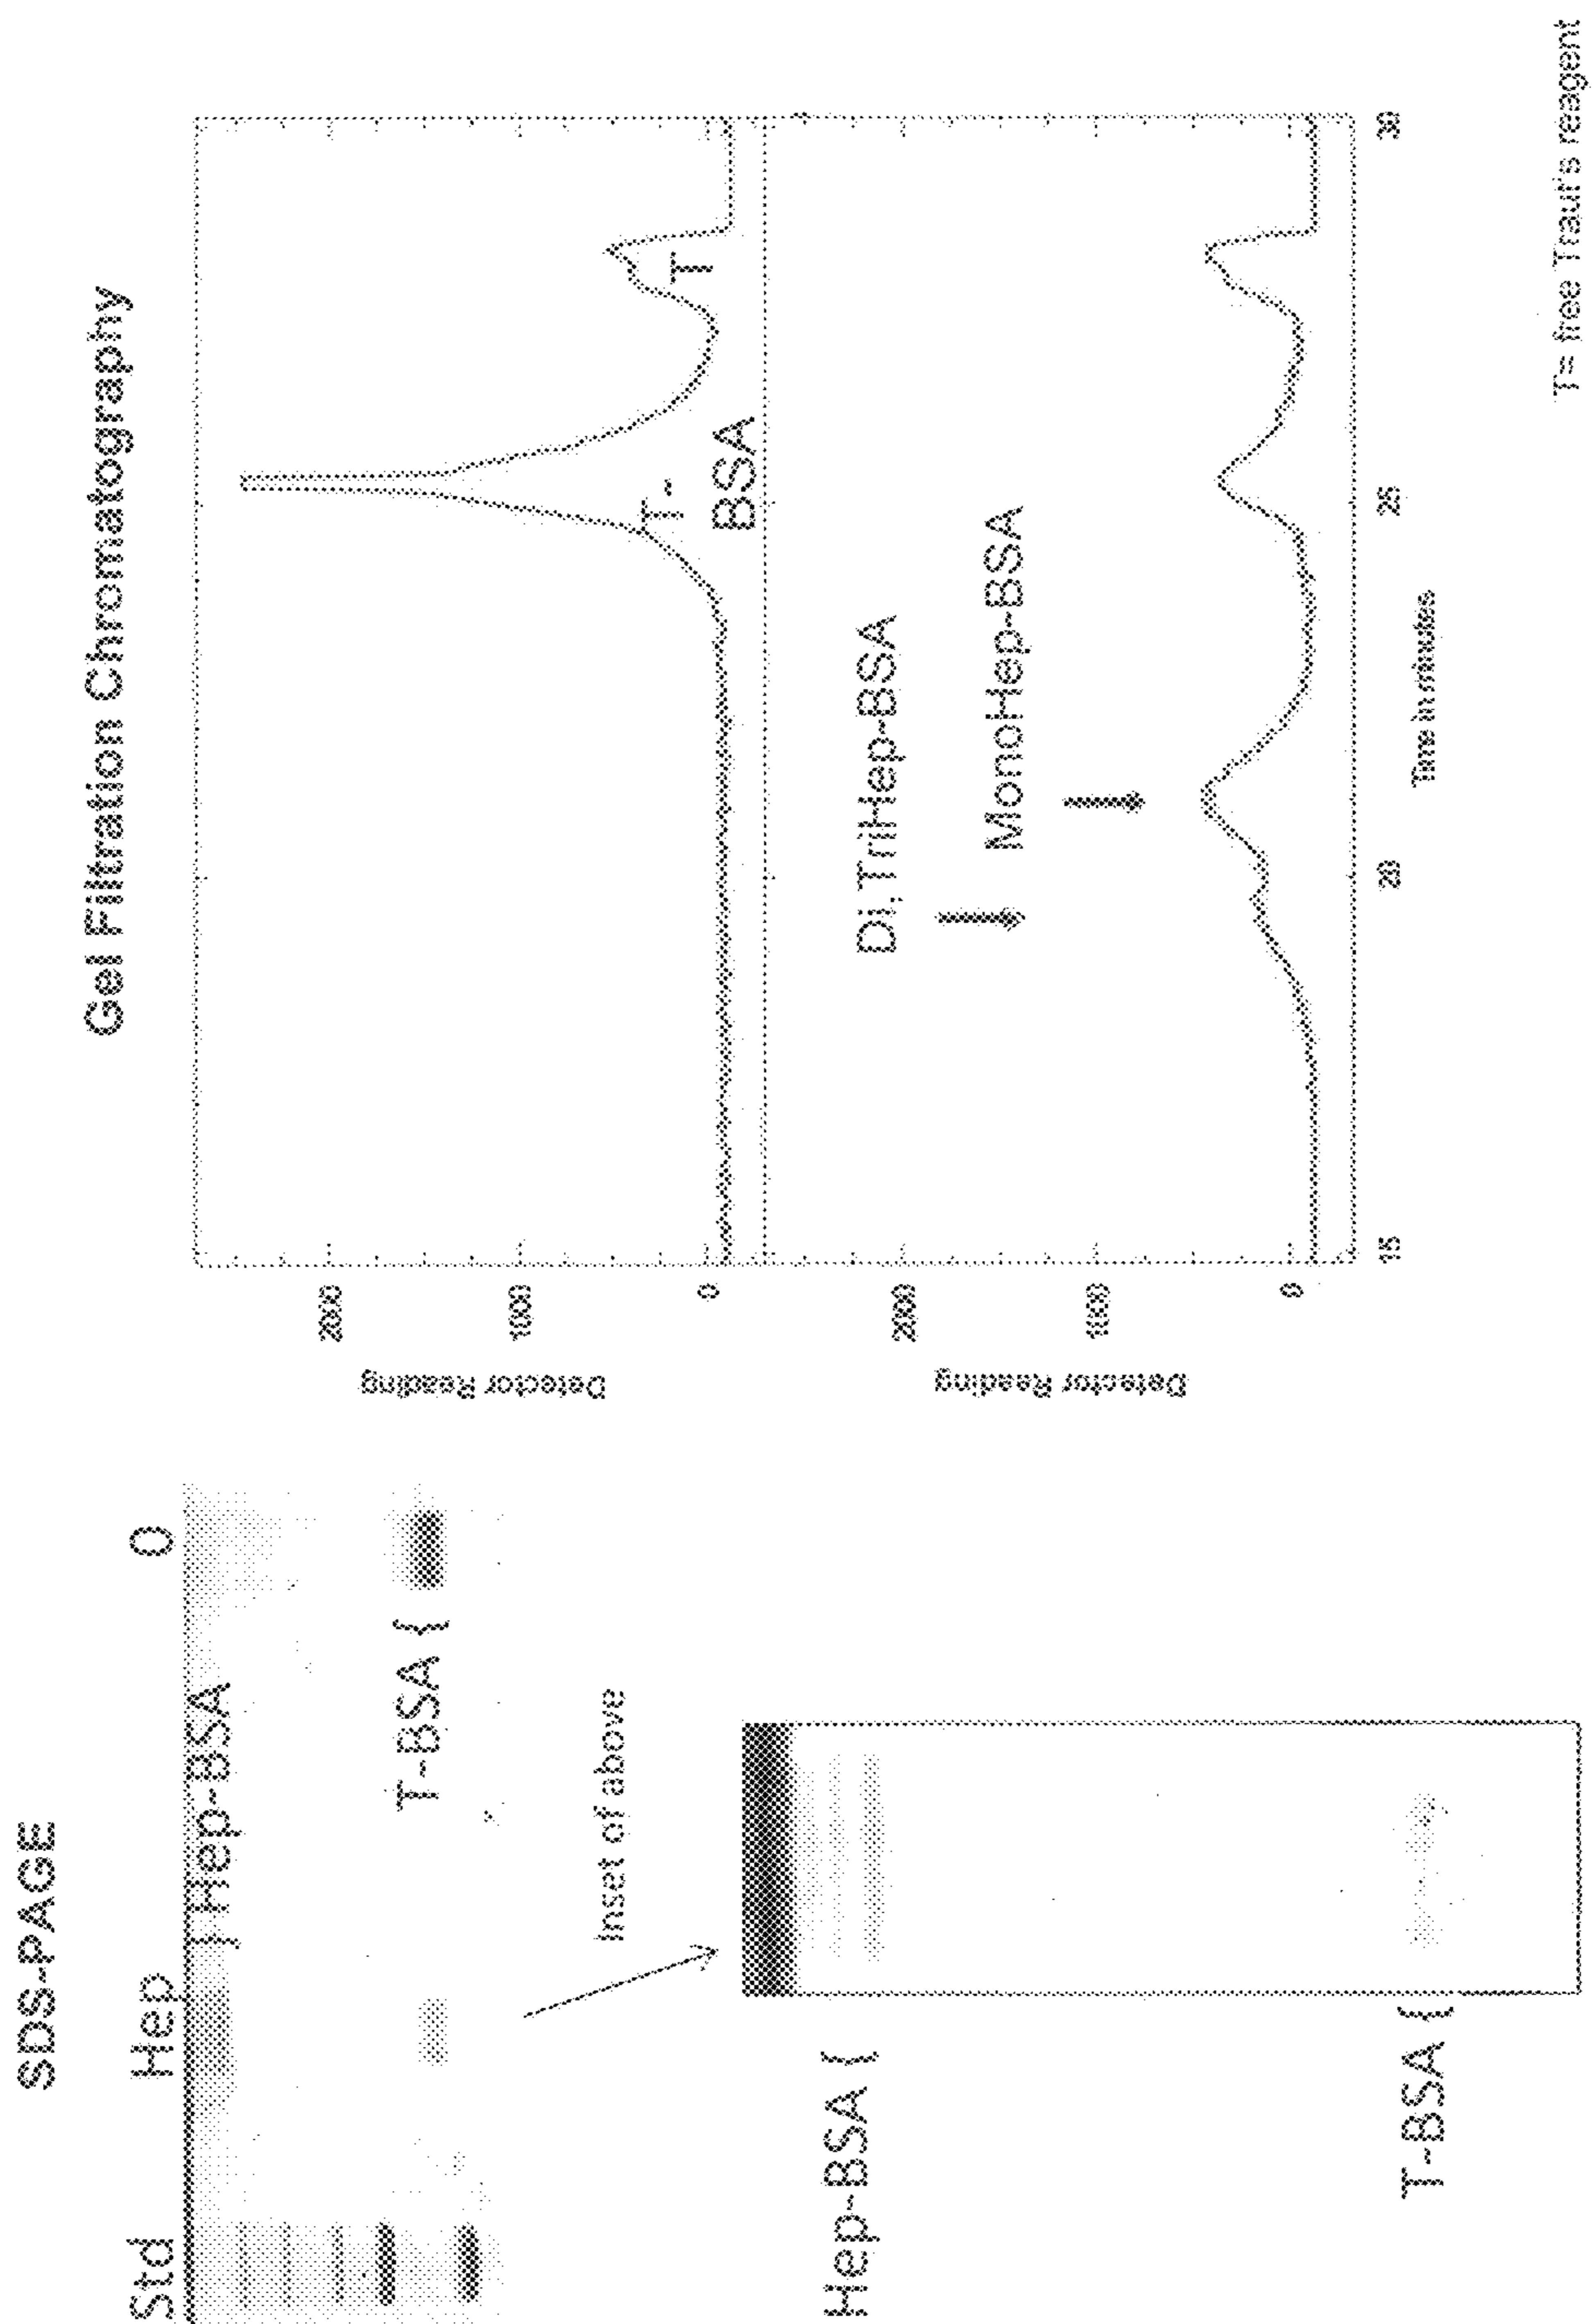 SDS-PAGE
Std
Hep
0
} Hep-BSA
T-BSA {
Inset of above
Hep-BSA {
T-BSA {
Gel Filtration Chromatography
Detector Reading
2000
1000
0
T-
BSA
T
Detector Reading
2000
1000
0
Di, TriHep-BSA
MonoHep-BSA
15
20
25
30
Time in minutes
T= free Traut's reagent